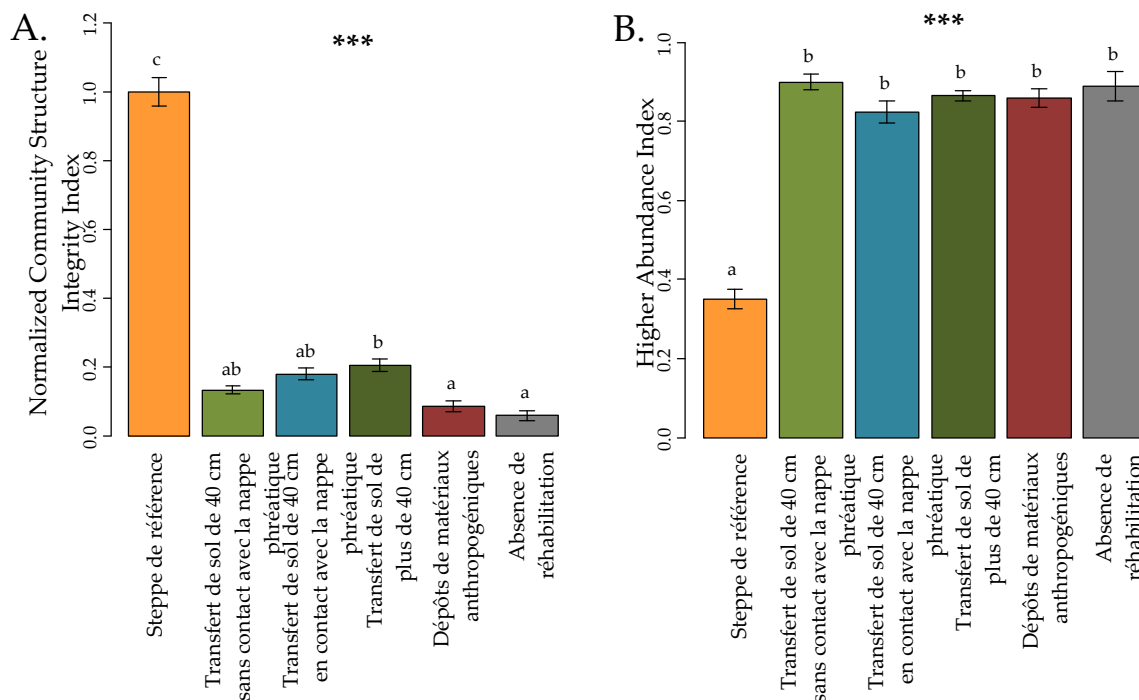 A.
***
Normalized Community Structure
Integrity Index
1.2
1.0
0.8
0.6
0.4
0.2
0.0
c
ab
ab
b
a
a
Steppe de référence
Transfert de sol de 40 cm
sans contact avec la nappe
phréatique
Transfert de sol de 40 cm
en contact avec la nappe
phréatique
Transfert de sol de
plus de 40 cm
Dépôts de matériaux
anthropogéniques
Absence de
réhabilitation
B.
***
Higher Abundance Index
1.0
0.8
0.6
0.4
0.2
0.0
a
b
b
b
b
b
Steppe de référence
Transfert de sol de 40 cm
sans contact avec la nappe
phréatique
Transfert de sol de 40 cm
en contact avec la nappe
phréatique
Transfert de sol de
plus de 40 cm
Dépôts de matériaux
anthropogéniques
Absence de
réhabilitation